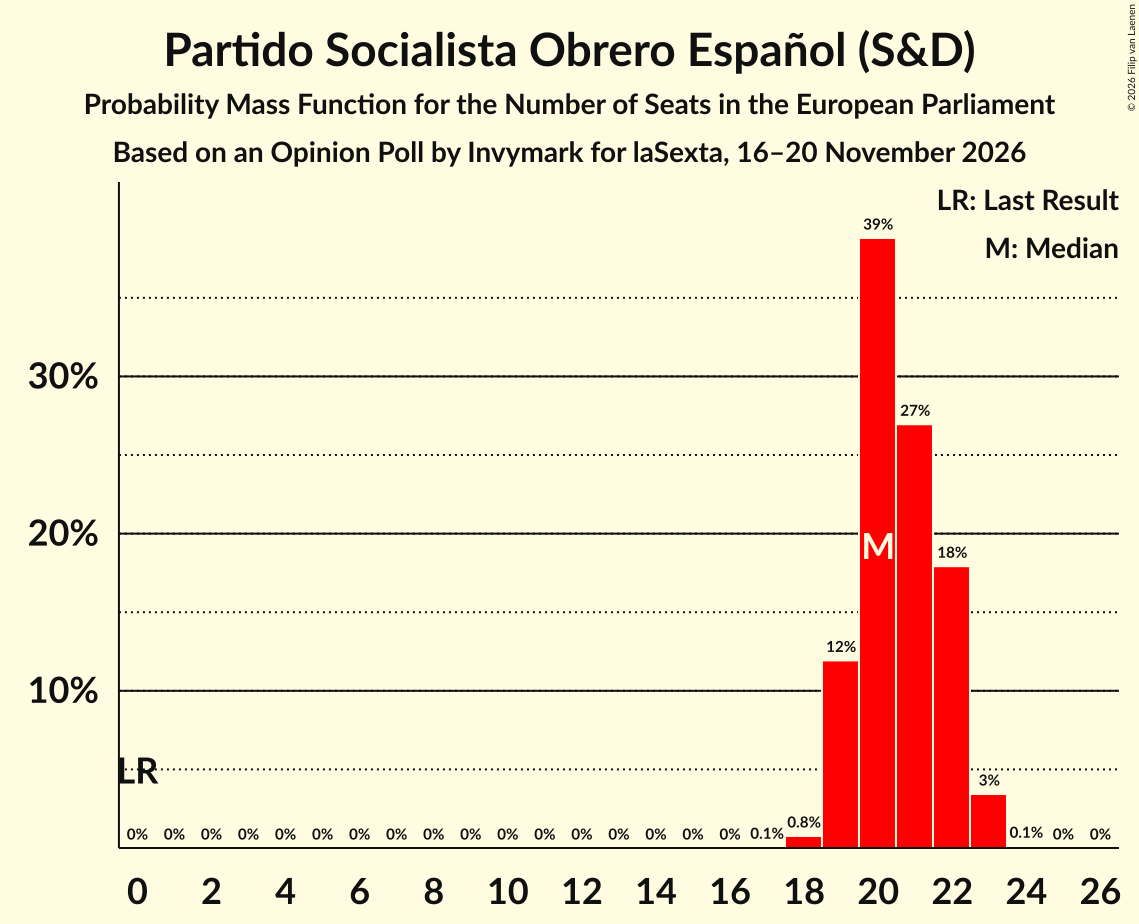 Partido Socialista Obrero Español (S&D)
Probability Mass Function for the Number of Seats in the European Parliament
Based on an Opinion Poll by Invymark for laSexta, 16–20 November 2026
© 2026 Filip van Laenen
LR: Last Result
M: Median
39%
30%
27%
20%
M
18%
12%
10%
LR
3%
0% 0% 0% 0% 0% 0% 0% 0% 0% 0% 0% 0% 0% 0% 0% 0% 0% 0.1% 0.8% 0.1% 0% 0%
0 2 4 6 8 10 12 14 16 18 20 22 24 26